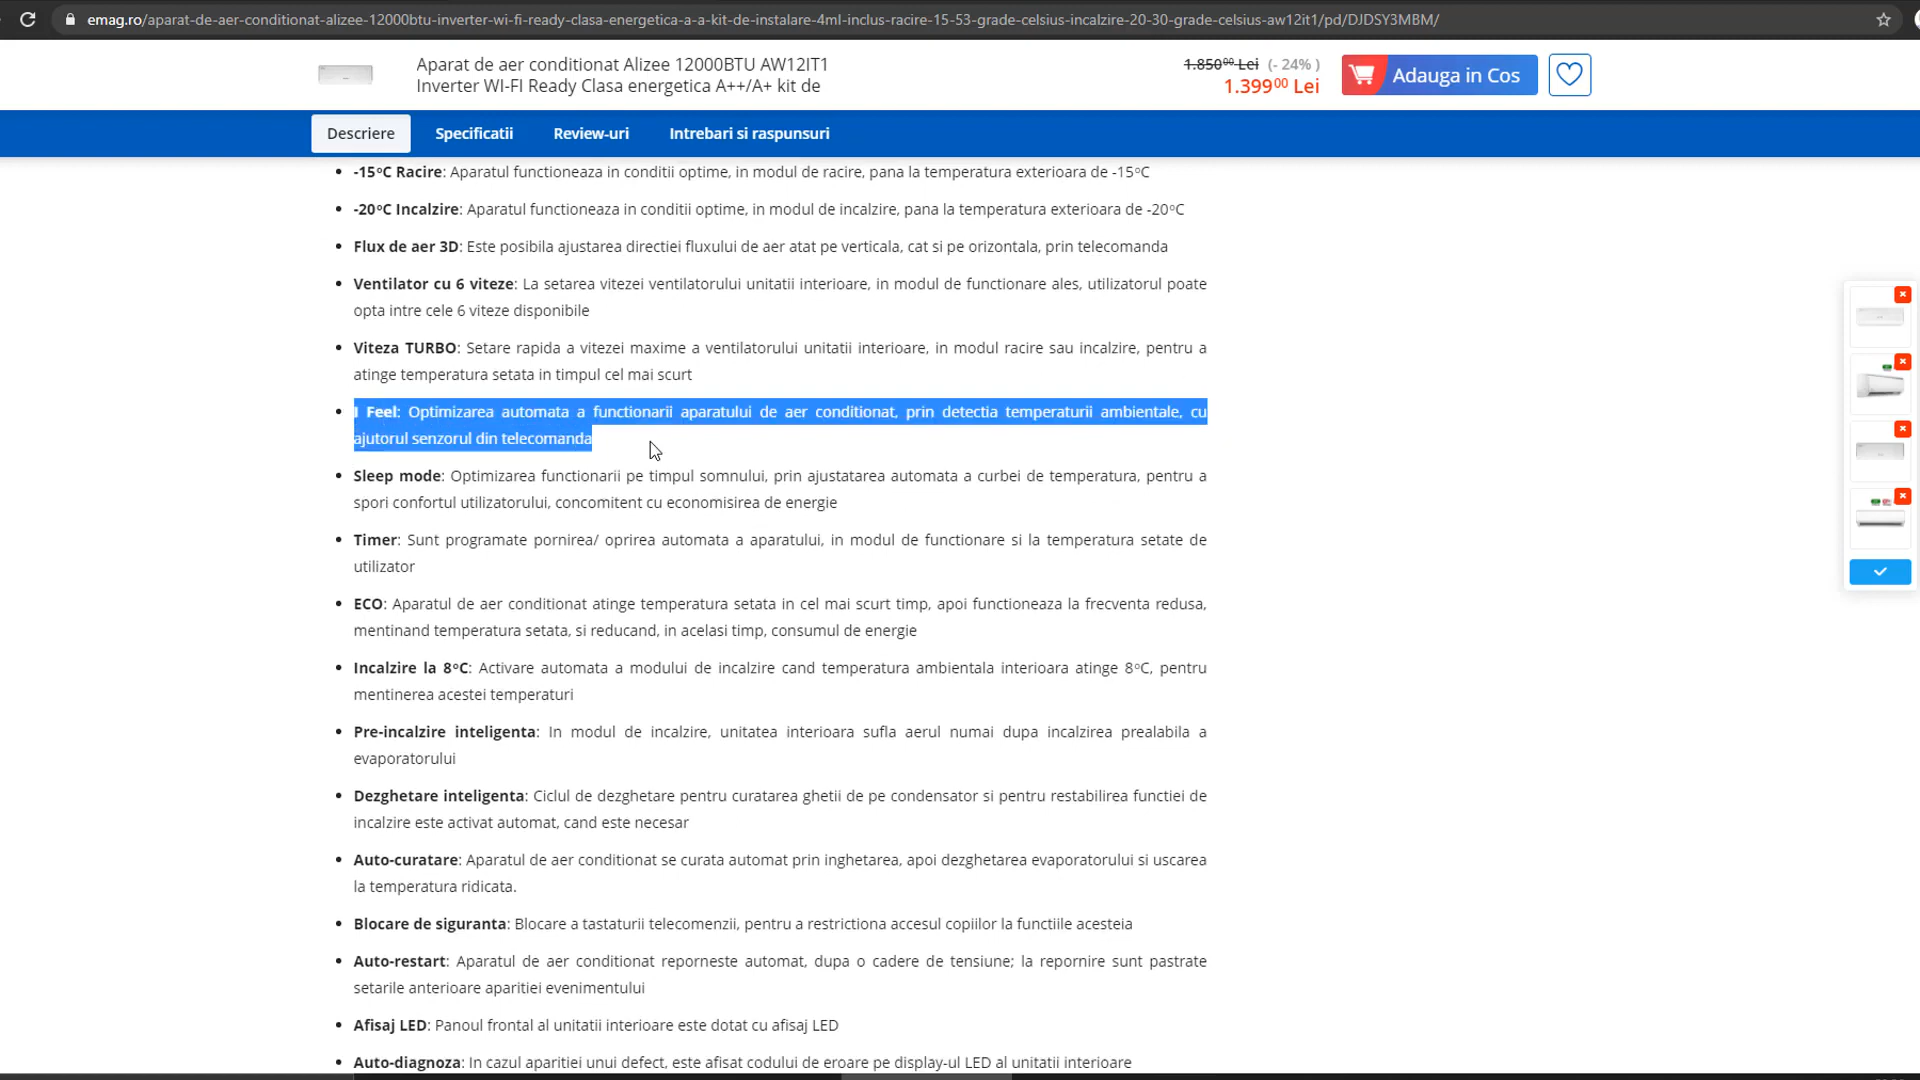 emag.ro/aparat-de-aer-conditionat-alizee-12000btu-inverter-wi-fi-ready-clasa-energetica-a-a-kit-de-instalare-4ml-inclus-racire-15-53-grade-celsius-incalzire-20-30-grade-celsius-aw12it1/pd/DJDSY3MBM/
Aparat de aer conditionat Alizee 12000BTU AW12IT1
Inverter WI-FI Ready Clasa energetica A++/A+ kit de
1.850⁰⁰ Lei (- 24% )
1.399⁰⁰ Lei
Adauga in Cos
Descriere Specificatii Review-uri Intrebari si raspunsuri
• -15ºC Racire: Aparatul functioneaza in conditii optime, in modul de racire, pana la temperatura exterioara de -15ºC
• -20ºC Incalzire: Aparatul functioneaza in conditii optime, in modul de incalzire, pana la temperatura exterioara de -20ºC
• Flux de aer 3D: Este posibila ajustarea directiei fluxului de aer atat pe verticala, cat si pe orizontala, prin telecomanda
• Ventilator cu 6 viteze: La setarea vitezei ventilatorului unitatii interioare, in modul de functionare ales, utilizatorul poate
opta intre cele 6 viteze disponibile
• Viteza TURBO: Setare rapida a vitezei maxime a ventilatorului unitatii interioare, in modul racire sau incalzire, pentru a
atinge temperatura setata in timpul cel mai scurt
• I Feel: Optimizarea automata a functionarii aparatului de aer conditionat, prin detectia temperaturii ambientale, cu
ajutorul senzorul din telecomanda
• Sleep mode: Optimizarea functionarii pe timpul somnului, prin ajustatarea automata a curbei de temperatura, pentru a
spori confortul utilizatorului, concomitent cu economisirea de energie
• Timer: Sunt programate pornirea/ oprirea automata a aparatului, in modul de functionare si la temperatura setate de
utilizator
• ECO: Aparatul de aer conditionat atinge temperatura setata in cel mai scurt timp, apoi functioneaza la frecventa redusa,
mentinand temperatura setata, si reducand, in acelasi timp, consumul de energie
• Incalzire la 8ºC: Activare automata a modului de incalzire cand temperatura ambientala interioara atinge 8ºC, pentru
mentinerea acestei temperaturi
• Pre-incalzire inteligenta: In modul de incalzire, unitatea interioara sufla aerul numai dupa incalzirea prealabila a
evaporatorului
• Dezghetare inteligenta: Ciclul de dezghetare pentru curatarea ghetii de pe condensator si pentru restabilirea functiei de
incalzire este activat automat, cand este necesar
• Auto-curatare: Aparatul de aer conditionat se curata automat prin inghetarea, apoi dezghetarea evaporatorului si uscarea
la temperatura ridicata.
• Blocare de siguranta: Blocare a tastaturii telecomenzii, pentru a restrictiona accesul copiilor la functiile acesteia
• Auto-restart: Aparatul de aer conditionat reporneste automat, dupa o cadere de tensiune; la repornire sunt pastrate
setarile anterioare aparitiei evenimentului
• Afisaj LED: Panoul frontal al unitatii interioare este dotat cu afisaj LED
• Auto-diagnoza: In cazul aparitiei unui defect, este afisat codului de eroare pe display-ul LED al unitatii interioare